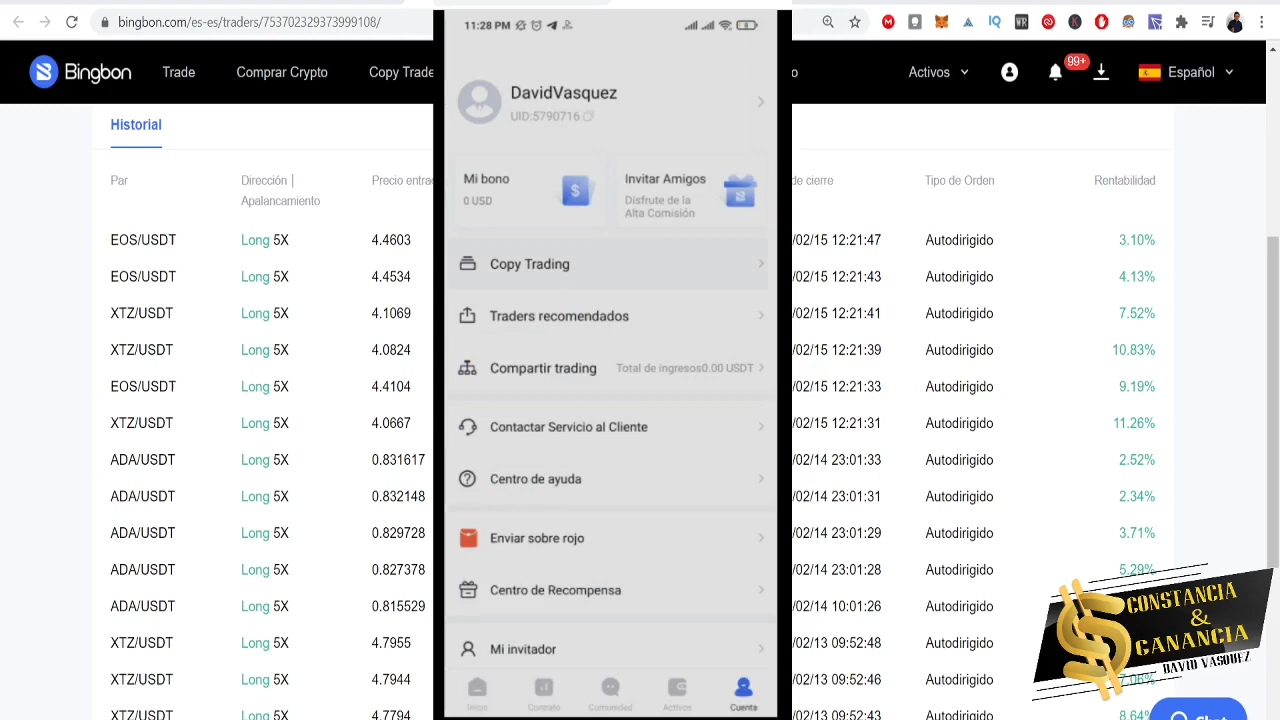 bingbon.com/es-es/traders/753702329373999108/
Bingbon
Trade
Comprar Crypto
Copy Trade
Activos
99+
Español
Historial
Par
Dirección |
Apalancamiento
Precio entra
de cierre
Tipo de Orden
Rentabilidad
EOS/USDT Long 5X 4.4603 /02/15 12:21:47 Autodirigido 3.10%
EOS/USDT Long 5X 4.4534 /02/15 12:21:43 Autodirigido 4.13%
XTZ/USDT Long 5X 4.1069 /02/15 12:21:41 Autodirigido 7.52%
XTZ/USDT Long 5X 4.0824 /02/15 12:21:39 Autodirigido 10.83%
EOS/USDT Long 5X 4.4104 /02/15 12:21:33 Autodirigido 9.19%
XTZ/USDT Long 5X 4.0667 /02/15 12:21:31 Autodirigido 11.26%
ADA/USDT Long 5X 0.831617 /02/14 23:01:33 Autodirigido 2.52%
ADA/USDT Long 5X 0.832148 /02/14 23:01:31 Autodirigido 2.34%
ADA/USDT Long 5X 0.829728 /02/14 23:01:29 Autodirigido 3.71%
ADA/USDT Long 5X 0.827378 /02/14 23:01:28 Autodirigido 5.29%
ADA/USDT Long 5X 0.815529 /02/14 10:01:26 Autodirigido
XTZ/USDT Long 5X 4.7955 /02/13 09:52:48 Autodirigido
XTZ/USDT Long 5X 4.7944 /02/13 09:52:46 Autodirigido 7.06%
XTZ/USDT Long 5X 4.7794 /02/13 09:52:43 Autodirigido 8.64%
11:28 PM
DavidVasquez
UID:5790716
Mi bono
0 USD
Invitar Amigos
Disfrute de la
Alta Comisión
Copy Trading
Traders recomendados
Compartir trading Total de ingresos0.00 USDT
Contactar Servicio al Cliente
Centro de ayuda
Enviar sobre rojo
Centro de Recompensa
Mi invitador
Inicio
Contrato
Comunidad
Activos
Cuenta
CONSTANCIA
&
GANANCIA
DAVID VASQUEZ
Chat